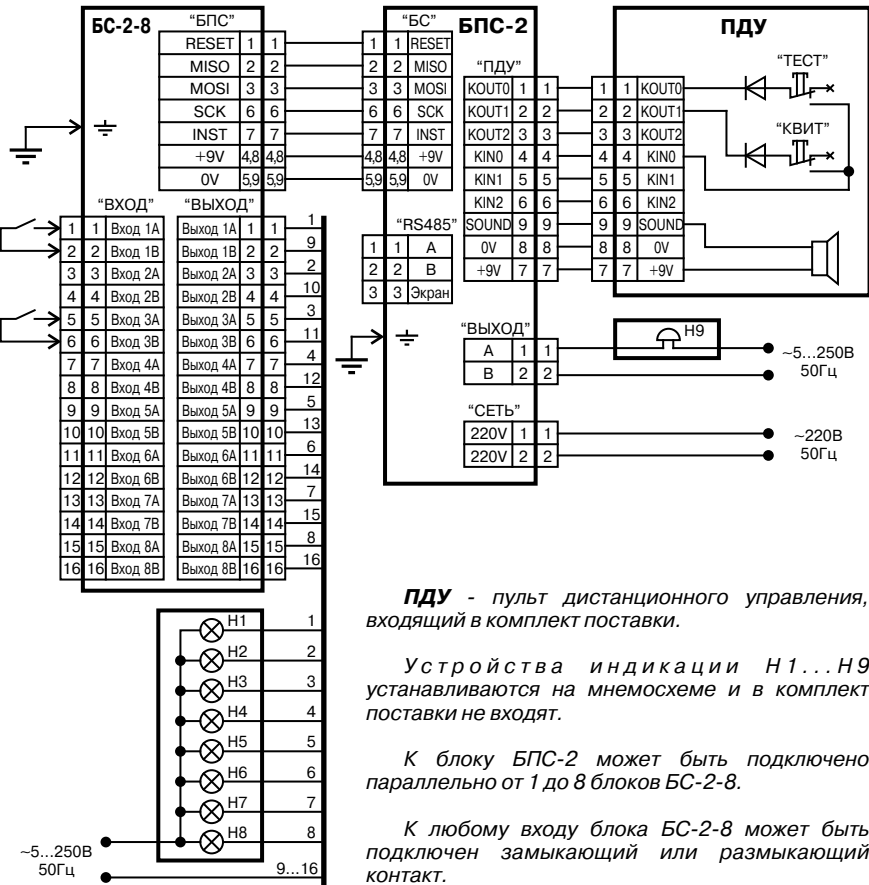 БС-2-8
“БПС”
RESET 1 1
MISO 2 2
MOSI 3 3
SCK 6 6
INST 7 7
+9V 4,8 4,8
0V 5,9 5,9
“БС”
1 1 RESET
2 2 MISO
3 3 MOSI
6 6 SCK
7 7 INST
4,8 4,8 +9V
5,9 5,9 0V
БПС-2
“ПДУ”
KOUT0 1 1
KOUT1 2 2
KOUT2 3 3
KIN0 4 4
KIN1 5 5
KIN2 6 6
SOUND 9 9
0V 8 8
+9V 7 7
ПДУ
1 1 KOUT0
2 2 KOUT1
3 3 KOUT2
4 4 KIN0
5 5 KIN1
6 6 KIN2
9 9 SOUND
8 8 0V
7 7 +9V
“ТЕСТ”
“КВИТ”
“ВХОД”
1 1 Вход 1А
2 2 Вход 1В
3 3 Вход 2А
4 4 Вход 2В
5 5 Вход 3А
6 6 Вход 3В
7 7 Вход 4А
8 8 Вход 4В
9 9 Вход 5А
10 10 Вход 5В
11 11 Вход 6А
12 12 Вход 6В
13 13 Вход 7А
14 14 Вход 7В
15 15 Вход 8А
16 16 Вход 8В
“ВЫХОД”
Выход 1А 1 1 1
Выход 1В 2 2 9
Выход 2А 3 3 2
Выход 2В 4 4 10
Выход 3А 5 5 3
Выход 3В 6 6 11
Выход 4А 7 7 4
Выход 4В 8 8 12
Выход 5А 9 9 5
Выход 5В 10 10 13
Выход 6А 11 11 6
Выход 6В 12 12 14
Выход 7А 13 13 7
Выход 7В 14 14 15
Выход 8А 15 15 8
Выход 8В 16 16 16
“RS485”
1 1 А
2 2 В
3 3 Экран
“ВЫХОД”
А 1 1
В 2 2
Н9
~5...250В
50Гц
“СЕТЬ”
220V 1 1
220V 2 2
~220В
50Гц
Н1 1
Н2 2
Н3 3
Н4 4
Н5 5
Н6 6
Н7 7
Н8 8
~5...250В
50Гц
9...16
ПДУ - пульт дистанционного управления,
входящий в комплект поставки.
Устройства индикации Н1...Н9
устанавливаются на мнемосхеме и в комплект
поставки не входят.
К блоку БПС-2 может быть подключено
параллельно от 1 до 8 блоков БС-2-8.
К любому входу блока БС-2-8 может быть
подключен замыкающий или размыкающий
контакт.